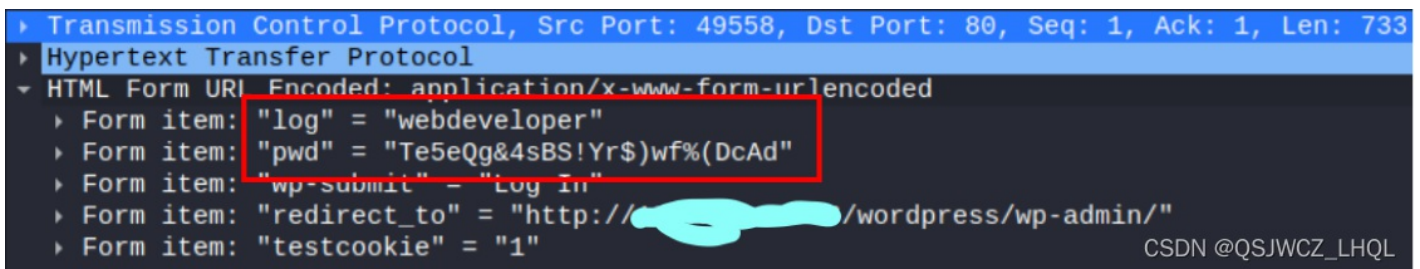 Transmission Control Protocol, Src Port: 49558, Dst Port: 80, Seq: 1, Ack: 1, Len: 733
Hypertext Transfer Protocol
HTML Form URL Encoded: application/x-www-form-urlencoded
Form item: "log" = "webdeveloper"
Form item: "pwd" = "Te5eQg&4sBS!Yr$)wf%(DcAd"
Form item: "wp-submit" = "Log In"
Form item: "redirect_to" = "http:///wordpress/wp-admin/"
Form item: "testcookie" = "1"
CSDN @QSJWCZ_LHQL